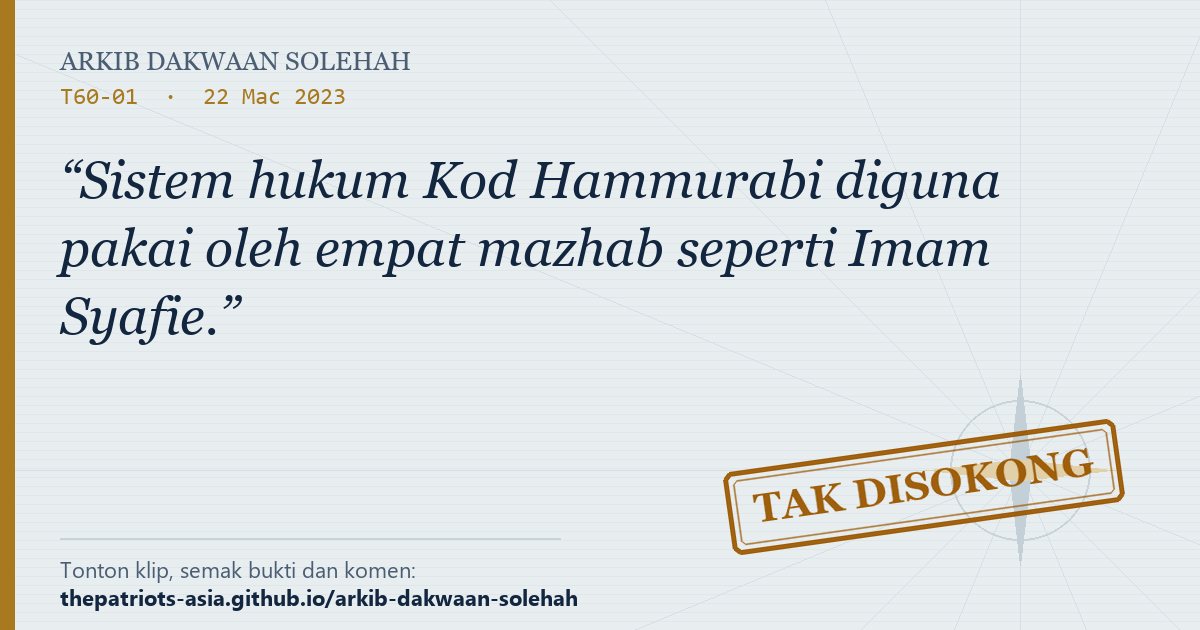 ARKIB DAKWAAN SOLEHAH
T60-01 · 22 Mac 2023
“Sistem hukum Kod Hammurabi diguna
pakai oleh empat mazhab seperti Imam
Syafie.”
TAK DISOKONG
Tonton klip, semak bukti dan komen:
thepatriots-asia.github.io/arkib-dakwaan-solehah